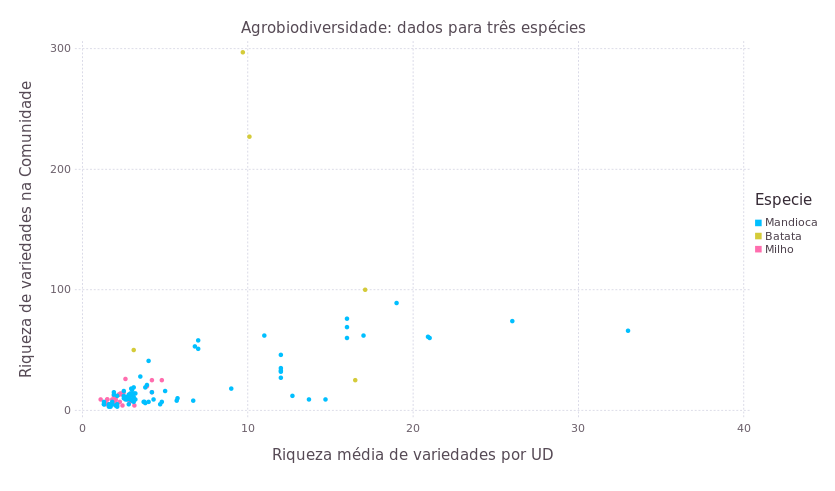 Agrobiodiversidade: dados para três espécies
Riqueza de variedades na Comunidade
300
200
100
0
0 10 20 30 40
Riqueza média de variedades por UD
Especie
Mandioca
Batata
Milho